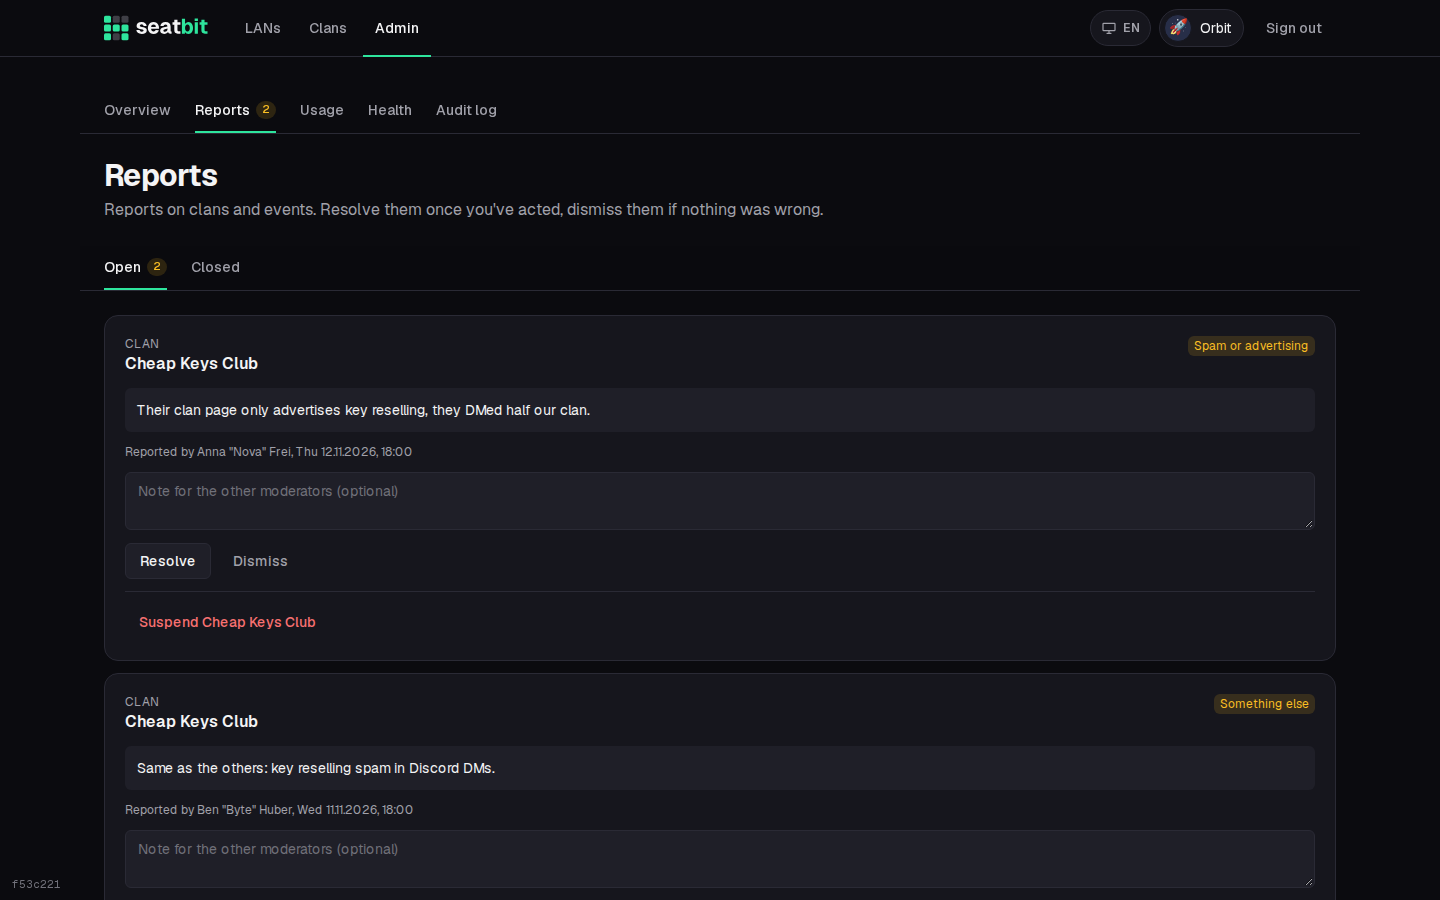 seatbit LANs Clans Admin EN Orbit Sign out
Overview Reports 2 Usage Health Audit log
Reports
Reports on clans and events. Resolve them once you've acted, dismiss them if nothing was wrong.
Open 2 Closed
CLAN
Cheap Keys Club
Spam or advertising
Their clan page only advertises key reselling, they DMed half our clan.
Reported by Anna "Nova" Frei, Thu 12.11.2026, 18:00
Note for the other moderators (optional)
Resolve Dismiss
Suspend Cheap Keys Club
CLAN
Cheap Keys Club
Something else
Same as the others: key reselling spam in Discord DMs.
Reported by Ben "Byte" Huber, Wed 11.11.2026, 18:00
Note for the other moderators (optional)
f53c221